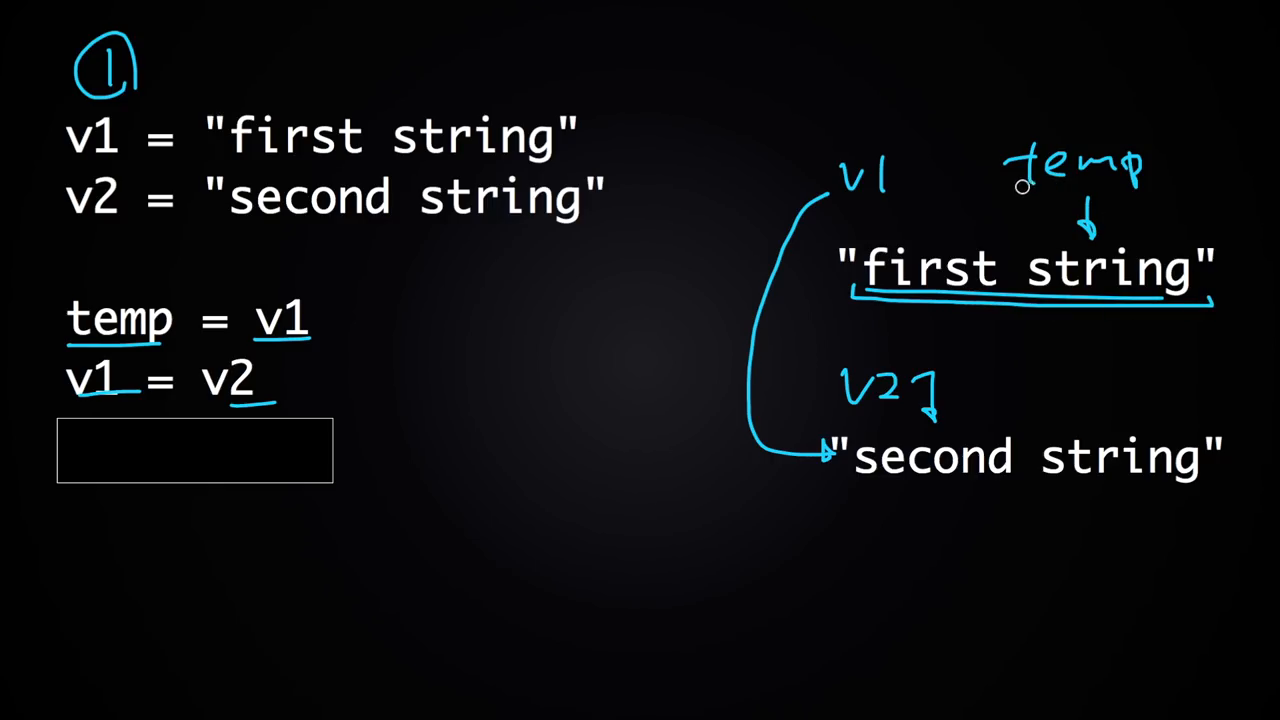 1
v1 = "first string"
v2 = "second string"
temp = v1
v1 = v2
v1 temp
"first string"
v2
"second string"